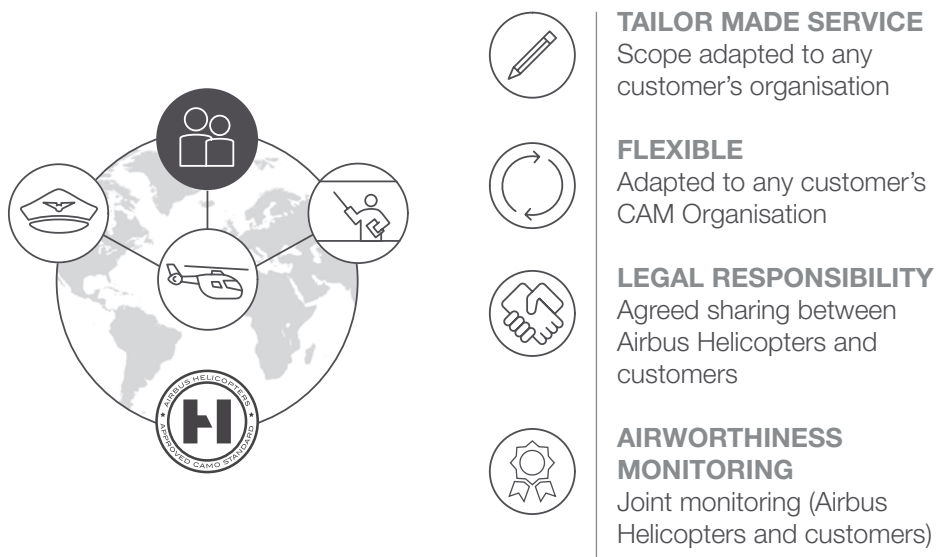 AIRBUS HELICOPTERS
APPROVED CAMO STANDARD
TAILOR MADE SERVICE
Scope adapted to any
customer's organisation
FLEXIBLE
Adapted to any customer's
CAM Organisation
LEGAL RESPONSIBILITY
Agreed sharing between
Airbus Helicopters and
customers
AIRWORTHINESS
MONITORING
Joint monitoring (Airbus
Helicopters and customers)